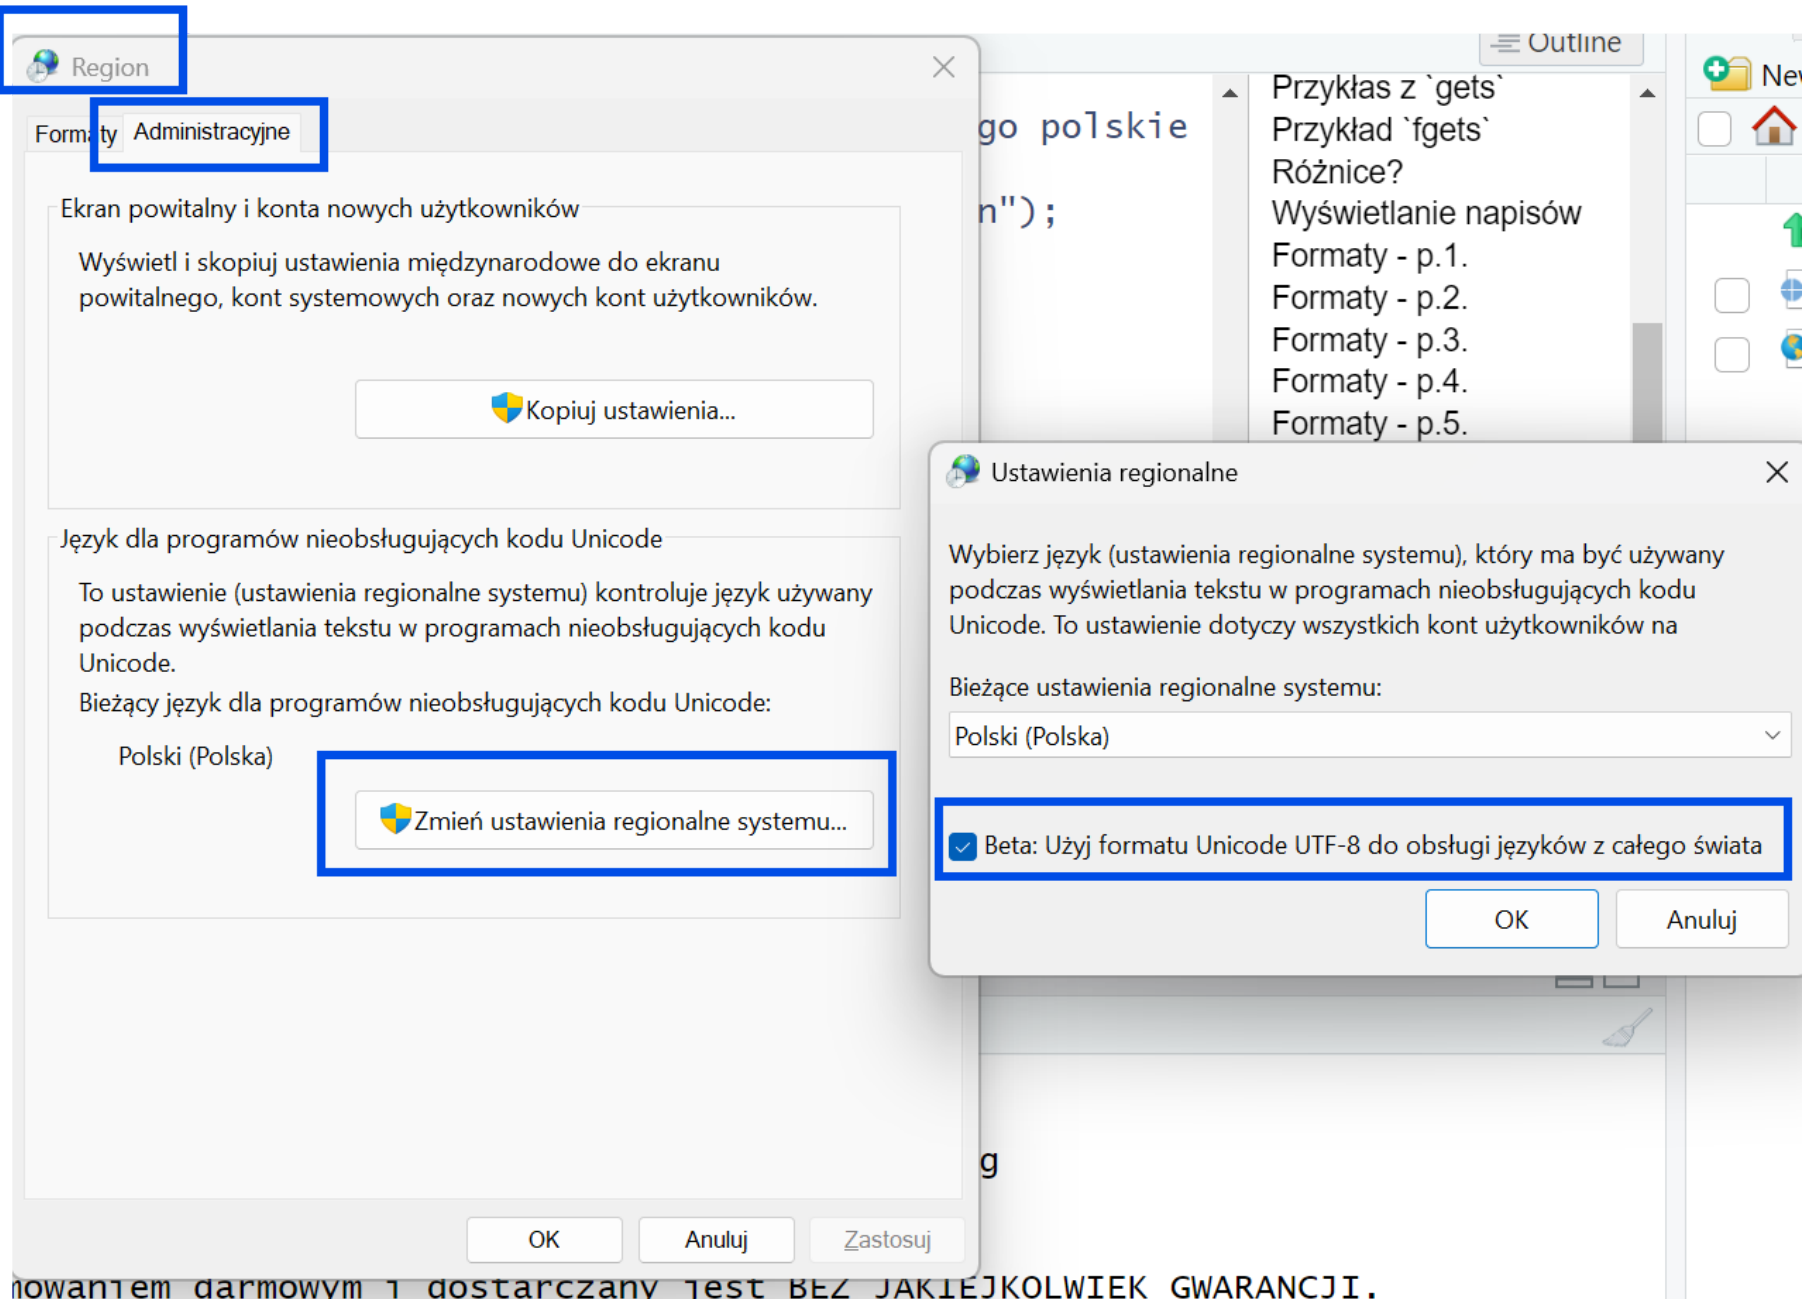 Region
Formaty
Administracyjne
Ekran powitalny i konta nowych użytkowników
Wyświetl i skopiuj ustawienia międzynarodowe do ekranu
powitalnego, kont systemowych oraz nowych kont użytkowników.
Kopiuj ustawienia...
Język dla programów nieobsługujących kodu Unicode
To ustawienie (ustawienia regionalne systemu) kontroluje język używany
podczas wyświetlania tekstu w programach nieobsługujących kodu
Unicode.
Bieżący język dla programów nieobsługujących kodu Unicode:
Polski (Polska)
Zmień ustawienia regionalne systemu...
OK
Anuluj
Zastosuj
Outline
go polskie
n");
Przykłas z `gets`
Przykład `fgets`
Różnice?
Wyświetlanie napisów
Formaty - p.1.
Formaty - p.2.
Formaty - p.3.
Formaty - p.4.
Formaty - p.5.
Ustawienia regionalne
Wybierz język (ustawienia regionalne systemu), który ma być używany
podczas wyświetlania tekstu w programach nieobsługujących kodu
Unicode. To ustawienie dotyczy wszystkich kont użytkowników na
Bieżące ustawienia regionalne systemu:
Polski (Polska)
Beta: Użyj formatu Unicode UTF-8 do obsługi języków z całego świata
OK
Anuluj
g
mowaniem darmowym i dostarczany jest BEZ JAKIEJKOLWIEK GWARANCJI.